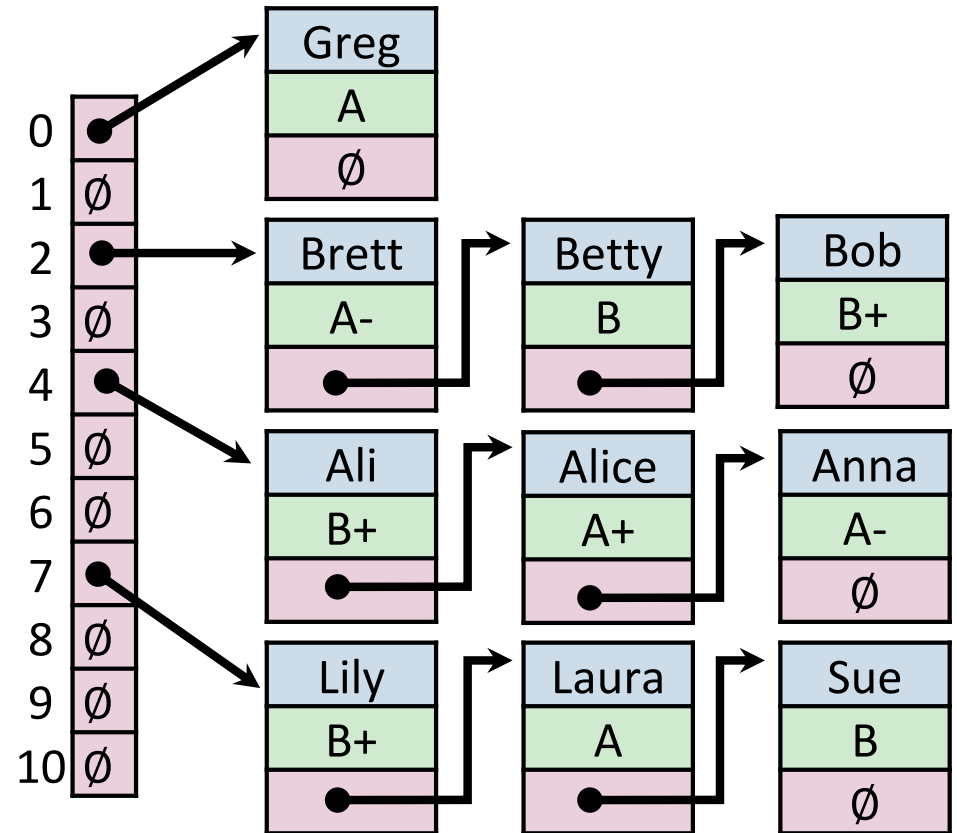 Greg
A
Ø
0
1 Ø
2
3 Ø
4
5 Ø
6 Ø
7
8 Ø
9 Ø
10 Ø
Brett
A-
Betty
B
Bob
B+
Ø
Ali
B+
Alice
A+
Anna
A-
Ø
Lily
B+
Laura
A
Sue
B
Ø